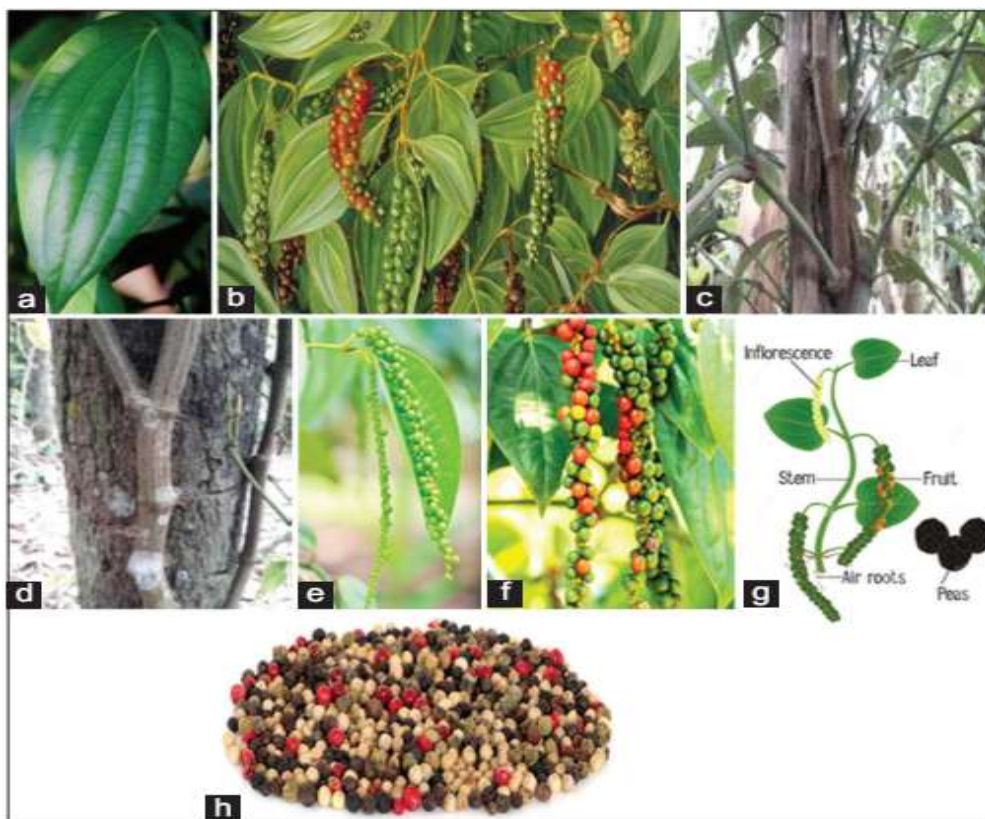 a
b
c
Inflorescence
Leaf
Stem
Fruit
Air roots
Peas
d
e
f
g
h